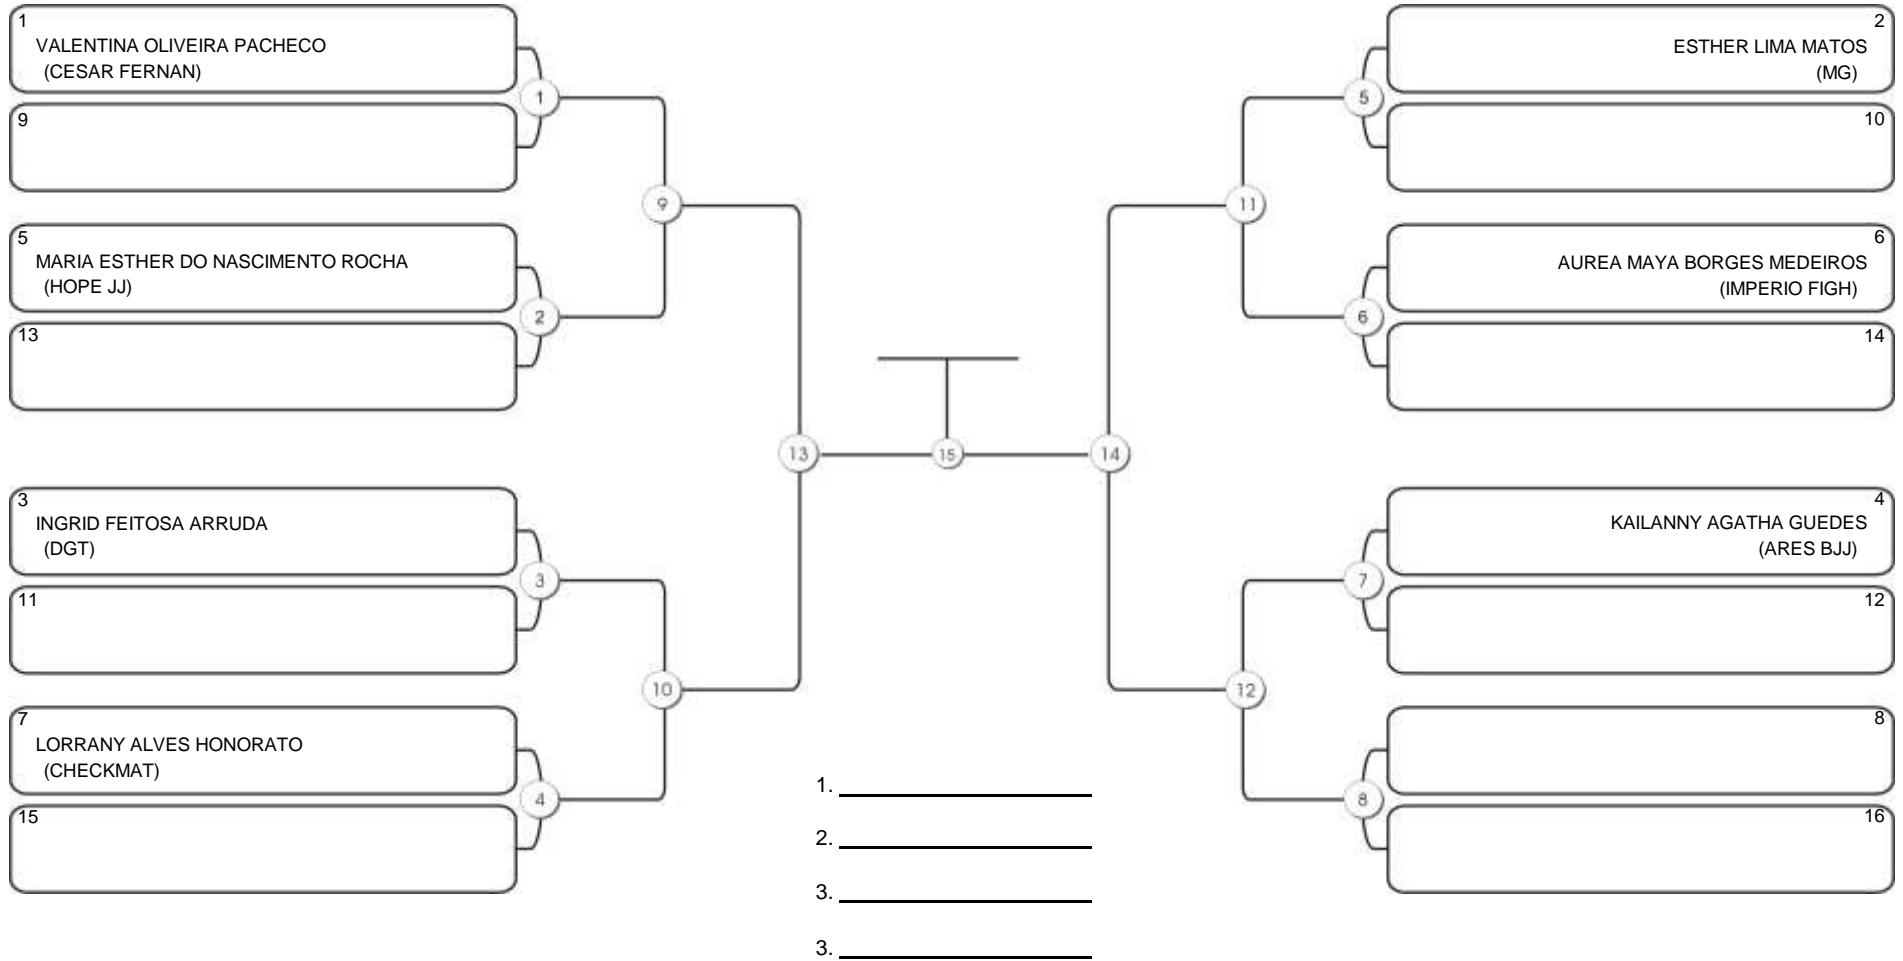 1
VALENTINA OLIVEIRA PACHECO
(CESAR FERNAN)
1
9
9
5
MARIA ESTHER DO NASCIMENTO ROCHA
(HOPE JJ)
2
13
13
3
INGRID FEITOSA ARRUDA
(DGT)
3
11
10
7
LORRANY ALVES HONORATO
(CHECKMAT)
4
15
15
2
ESTHER LIMA MATOS
(MG)
5
10
11
6
AUREA MAYA BORGES MEDEIROS
(IMPERIO FIGH)
6
14
14
4
KAILANNY AGATHA GUEDES
(ARES BJJ)
7
12
12
8
8
16
1.
2.
3.
3.